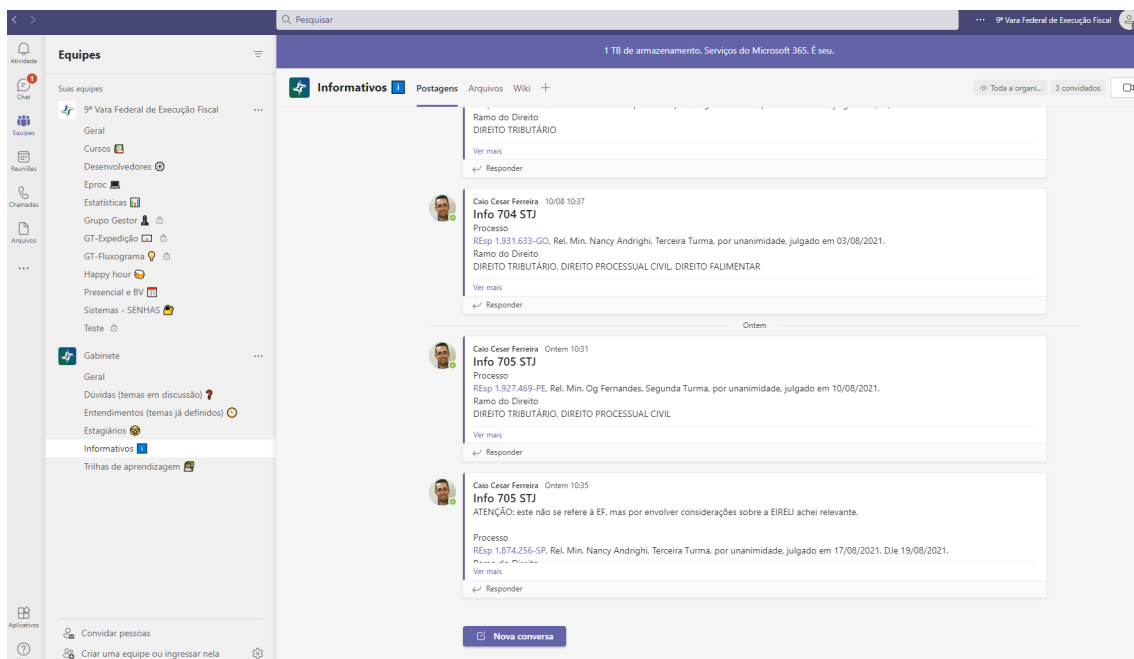 Pesquisar
9ª Vara Federal de Execução Fiscal
Atividade
Chat
1
Equipes
Reuniões
Chamadas
Arquivos
Aplicativos
Equipes
Suas equipes
9ª Vara Federal de Execução Fiscal
Geral
Cursos
Desenvolvedores
Eproc
Estatísticas
Grupo Gestor
GT-Expedição
GT-Fluxograma
Happy hour
Presencial e BV
Sistemas - SENHAS
Teste
Gabinete
Geral
Dúvidas (temas em discussão)
Entendimentos (temas já definidos)
Estagiários
Informativos
Trilhas de aprendizagem
Convidar pessoas
Criar uma equipe ou ingressar nela
1 TB de armazenamento. Serviços do Microsoft 365. É seu.
Informativos Postagens Arquivos Wiki
Toda a organi... 3 convidados
Ramo do Direito
DIREITO TRIBUTÁRIO
Ver mais
Responder
Caio Cesar Ferreira 10/08 10:37
Info 704 STJ
Processo
REsp 1.931.633-GO, Rel. Min. Nancy Andrighi, Terceira Turma, por unanimidade, julgado em 03/08/2021.
Ramo do Direito
DIREITO TRIBUTÁRIO, DIREITO PROCESSUAL CIVIL, DIREITO FALIMENTAR
Ver mais
Responder
Ontem
Caio Cesar Ferreira Ontem 10:31
Info 705 STJ
Processo
REsp 1.927.469-PE, Rel. Min. Og Fernandes, Segunda Turma, por unanimidade, julgado em 10/08/2021.
Ramo do Direito
DIREITO TRIBUTÁRIO, DIREITO PROCESSUAL CIVIL
Ver mais
Responder
Caio Cesar Ferreira Ontem 10:35
Info 705 STJ
ATENÇÃO: este não se refere à EF, mas por envolver considerações sobre a EIRELI achei relevante.
Processo
REsp 1.874.256-SP, Rel. Min. Nancy Andrighi, Terceira Turma, por unanimidade, julgado em 17/08/2021, DJe 19/08/2021.
Ramo do Direito
Ver mais
Responder
Nova conversa